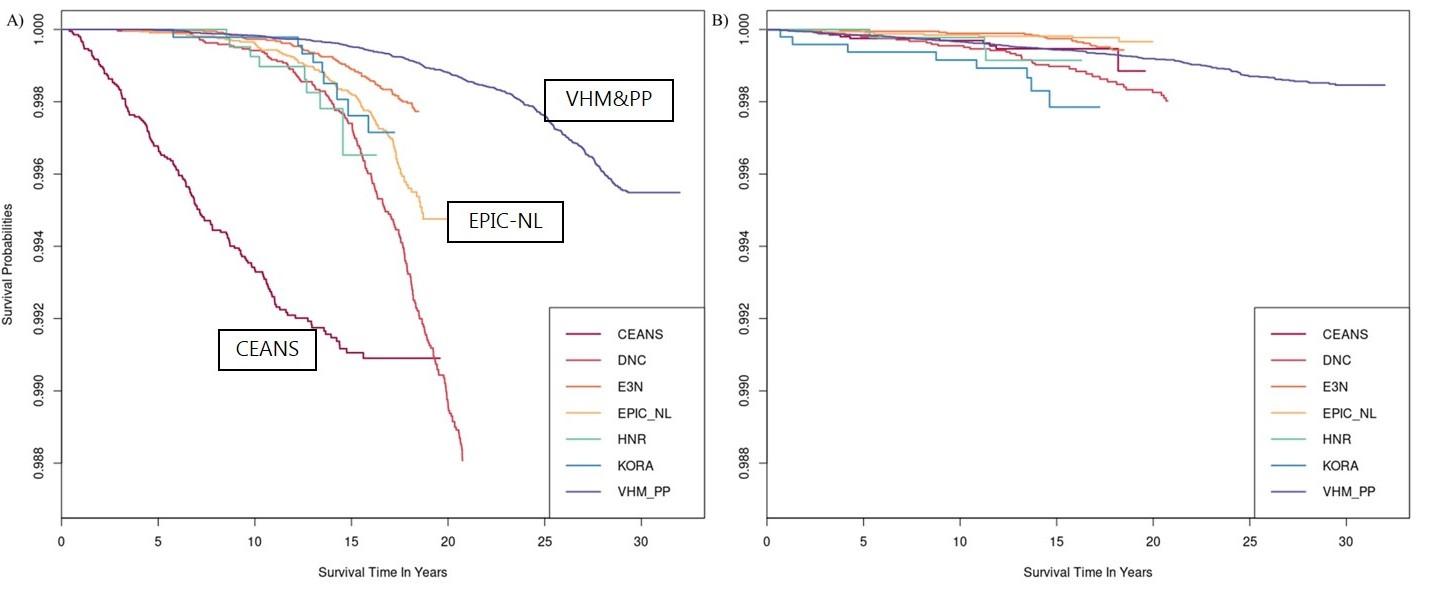 A)
Survival Probabilities
1.000
0.998
0.996
0.994
0.992
0.990
0.988
VHM&PP
EPIC-NL
CEANS
CEANS
DNC
E3N
EPIC_NL
HNR
KORA
VHM_PP
0 5 10 15 20 25 30
Survival Time In Years
B)
1.000
0.998
0.996
0.994
0.992
0.990
0.988
CEANS
DNC
E3N
EPIC_NL
HNR
KORA
VHM_PP
0 5 10 15 20 25 30
Survival Time In Years